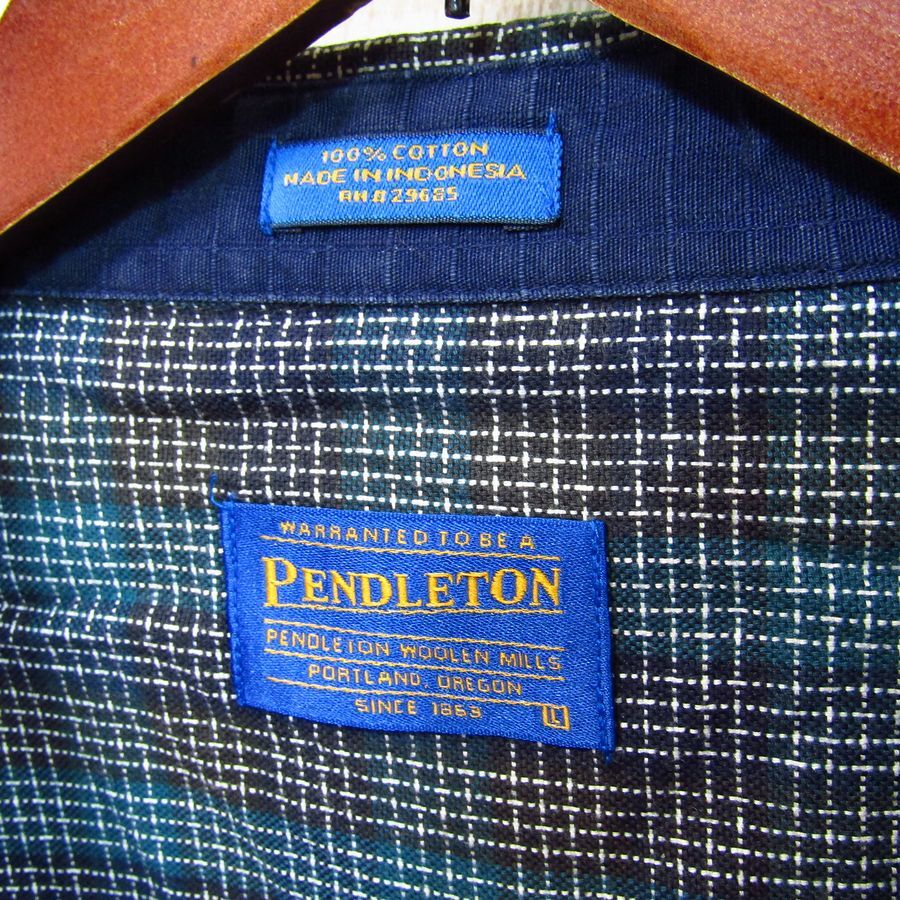 100% COTTON
MADE IN INDONESIA
RN# 29685
WARRANTED TO BE A
PENDLETON
PENDLETON WOOLEN MILLS
PORTLAND, OREGON
SINCE 1863
L